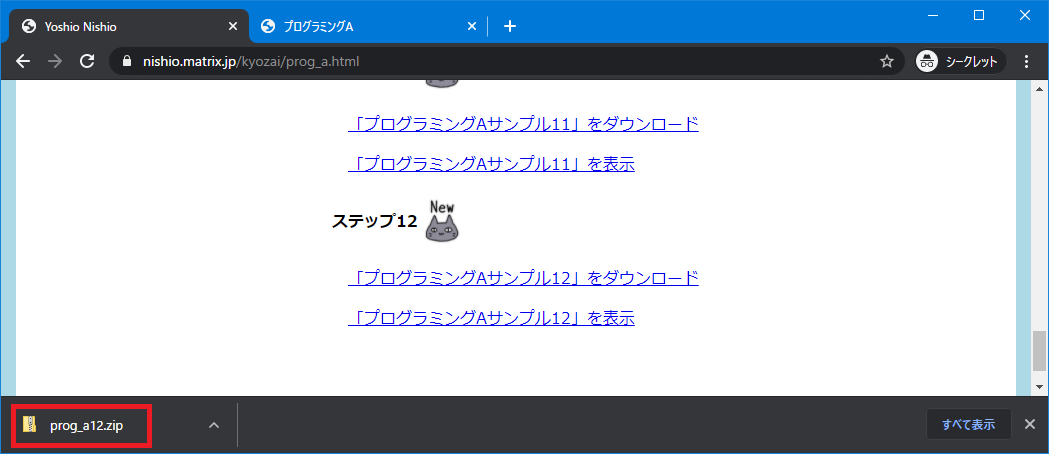 Yoshio Nishio
プログラミングA
nishio.matrix.jp/kyozai/prog_a.html
シークレット
「プログラミングAサンプル11」をダウンロード
「プログラミングAサンプル11」を表示
New
ステップ12
「プログラミングAサンプル12」をダウンロード
「プログラミングAサンプル12」を表示
prog_a12.zip
すべて表示